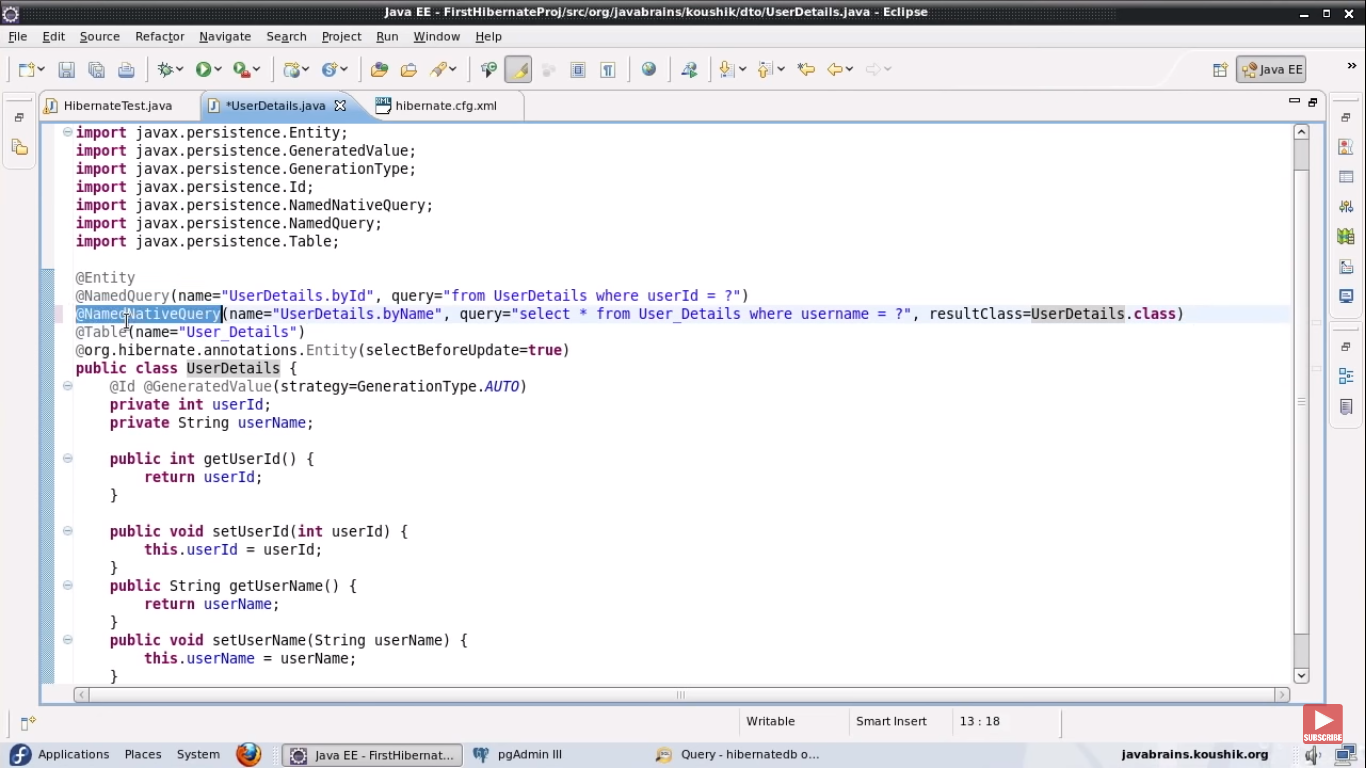 Java EE - FirstHibernateProj/src/org/javabrains/koushik/dto/UserDetails.java - Eclipse
File Edit Source Refactor Navigate Search Project Run Window Help
Java EE
HibernateTest.java *UserDetails.java hibernate.cfg.xml
import javax.persistence.Entity;
import javax.persistence.GeneratedValue;
import javax.persistence.GenerationType;
import javax.persistence.Id;
import javax.persistence.NamedNativeQuery;
import javax.persistence.NamedQuery;
import javax.persistence.Table;
@Entity
@NamedQuery(name="UserDetails.byId", query="from UserDetails where userId = ?")
@NamedNativeQuery(name="UserDetails.byName", query="select * from User_Details where username = ?", resultClass=UserDetails.class)
@Table(name="User_Details")
@org.hibernate.annotations.Entity(selectBeforeUpdate=true)
public class UserDetails {
@Id @GeneratedValue(strategy=GenerationType.AUTO)
private int userId;
private String userName;
public int getUserId() {
return userId;
}
public void setUserId(int userId) {
this.userId = userId;
}
public String getUserName() {
return userName;
}
public void setUserName(String userName) {
this.userName = userName;
}
Writable Smart Insert 13 : 18
SUBSCRIBE
Applications Places System Java EE - FirstHibernat... pgAdmin III Query - hibernatedb o... javabrains.koushik.org